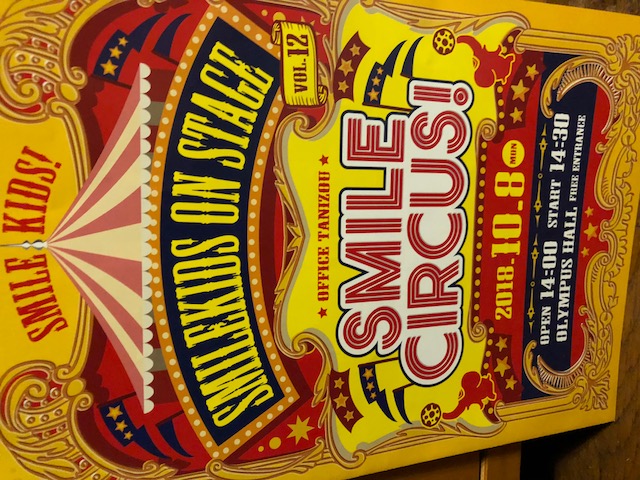 SMILE KIDS!
SMILEKIDS ON STAGE
VOL. 12
★ OFFICE TANIZOU ★
SMILE
CIRCUS!
2018.10.8 MON
OPEN 14:00 START 14:30
OLYMPUS HALL FREE ENTRANCE